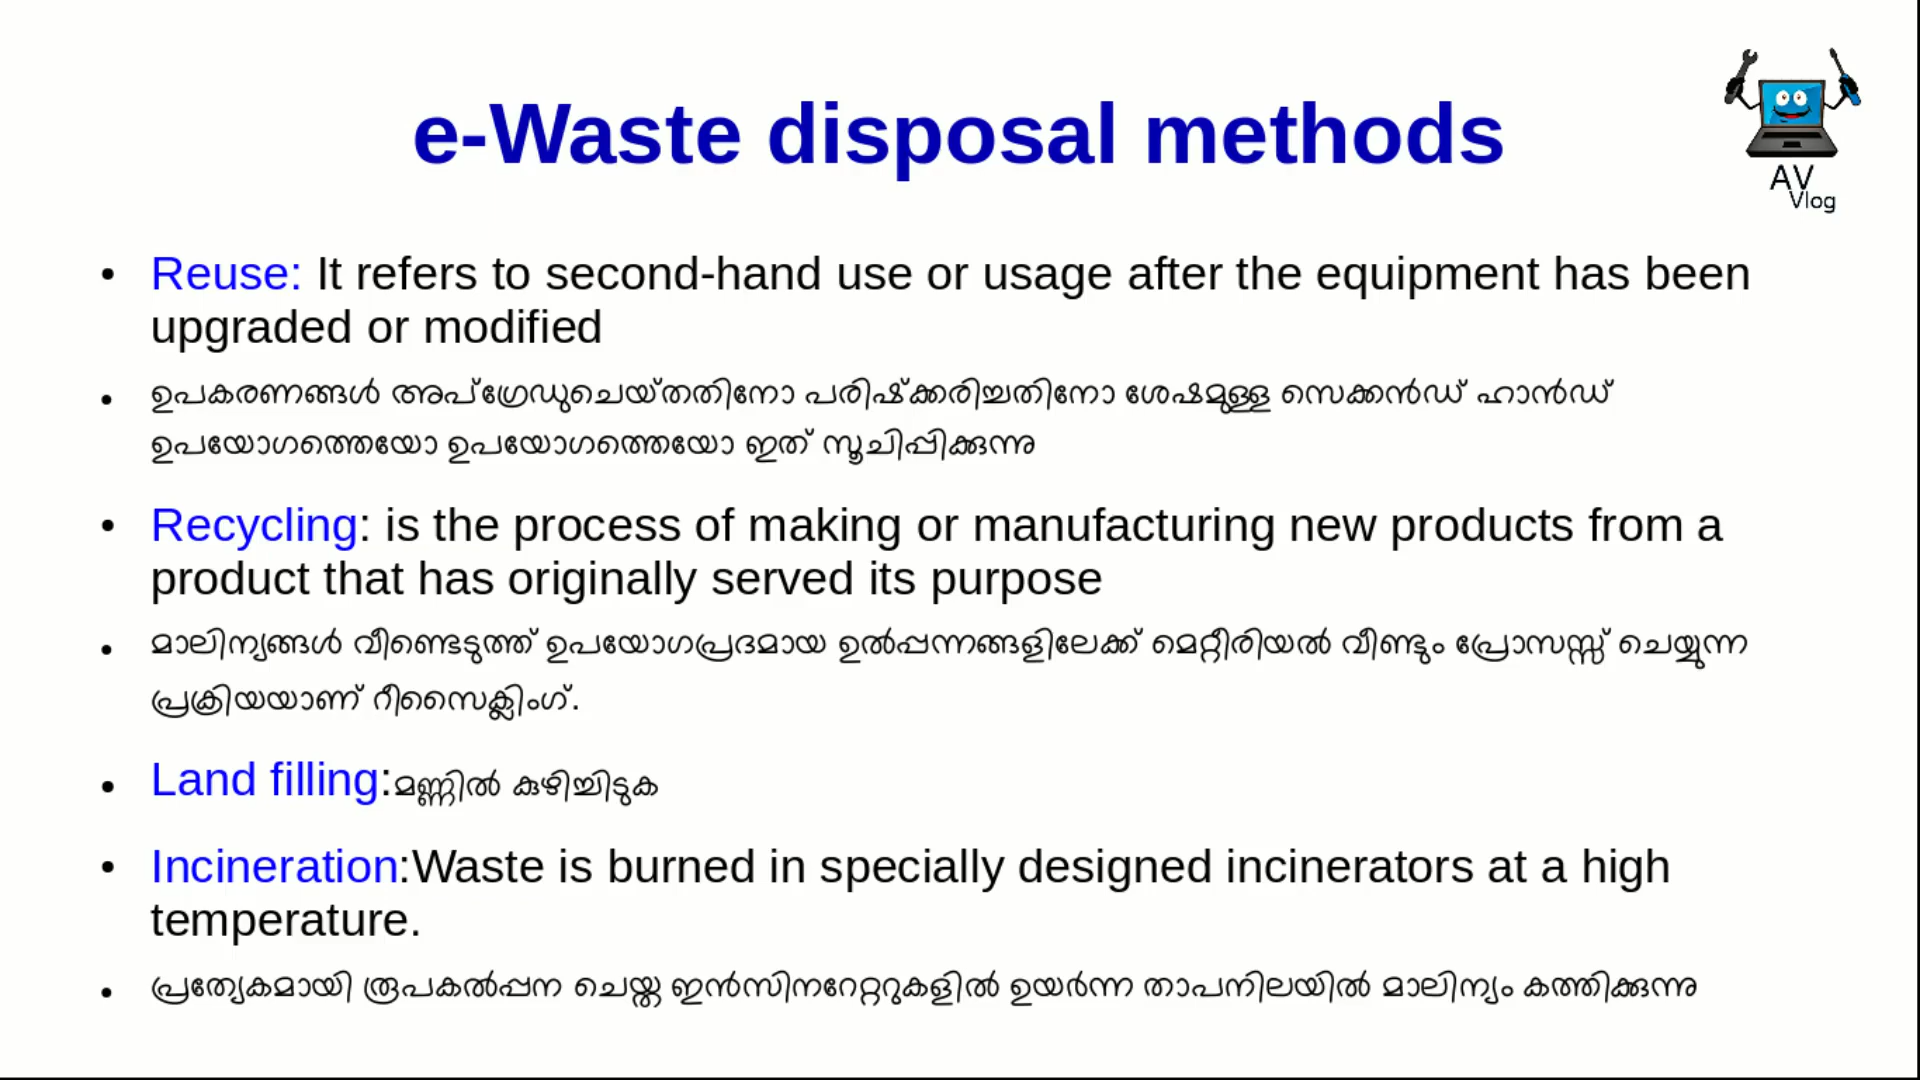 e-Waste disposal methods
AV
Vlog
• Reuse: It refers to second-hand use or usage after the equipment has been
upgraded or modified
• ഉപകരണങ്ങൾ അപ്ഗ്രേഡുചെയ്‌തതിനോ പരിഷ്‌ക്കരിച്ചതിനോ ശേഷമുള്ള സെക്കൻഡ് ഹാൻഡ്
ഉപയോഗത്തെയോ ഉപയോഗത്തെയോ ഇത് സൂചിപ്പിക്കുന്നു
• Recycling: is the process of making or manufacturing new products from a
product that has originally served its purpose
• മാലിന്യങ്ങൾ വീണ്ടെടുത്ത് ഉപയോഗപ്രദമായ ഉൽപ്പന്നങ്ങളിലേക്ക് മെറ്റീരിയൽ വീണ്ടും പ്രോസസ്സ് ചെയ്യുന്ന
പ്രക്രിയയാണ് റീസൈക്ലിംഗ്.
• Land filling:മണ്ണിൽ കുഴിച്ചിടുക
• Incineration:Waste is burned in specially designed incinerators at a high
temperature.
• പ്രത്യേകമായി രൂപകൽപ്പന ചെയ്ത ഇൻസിനറേറ്ററുകളിൽ ഉയർന്ന താപനിലയിൽ മാലിന്യം കത്തിക്കുന്നു